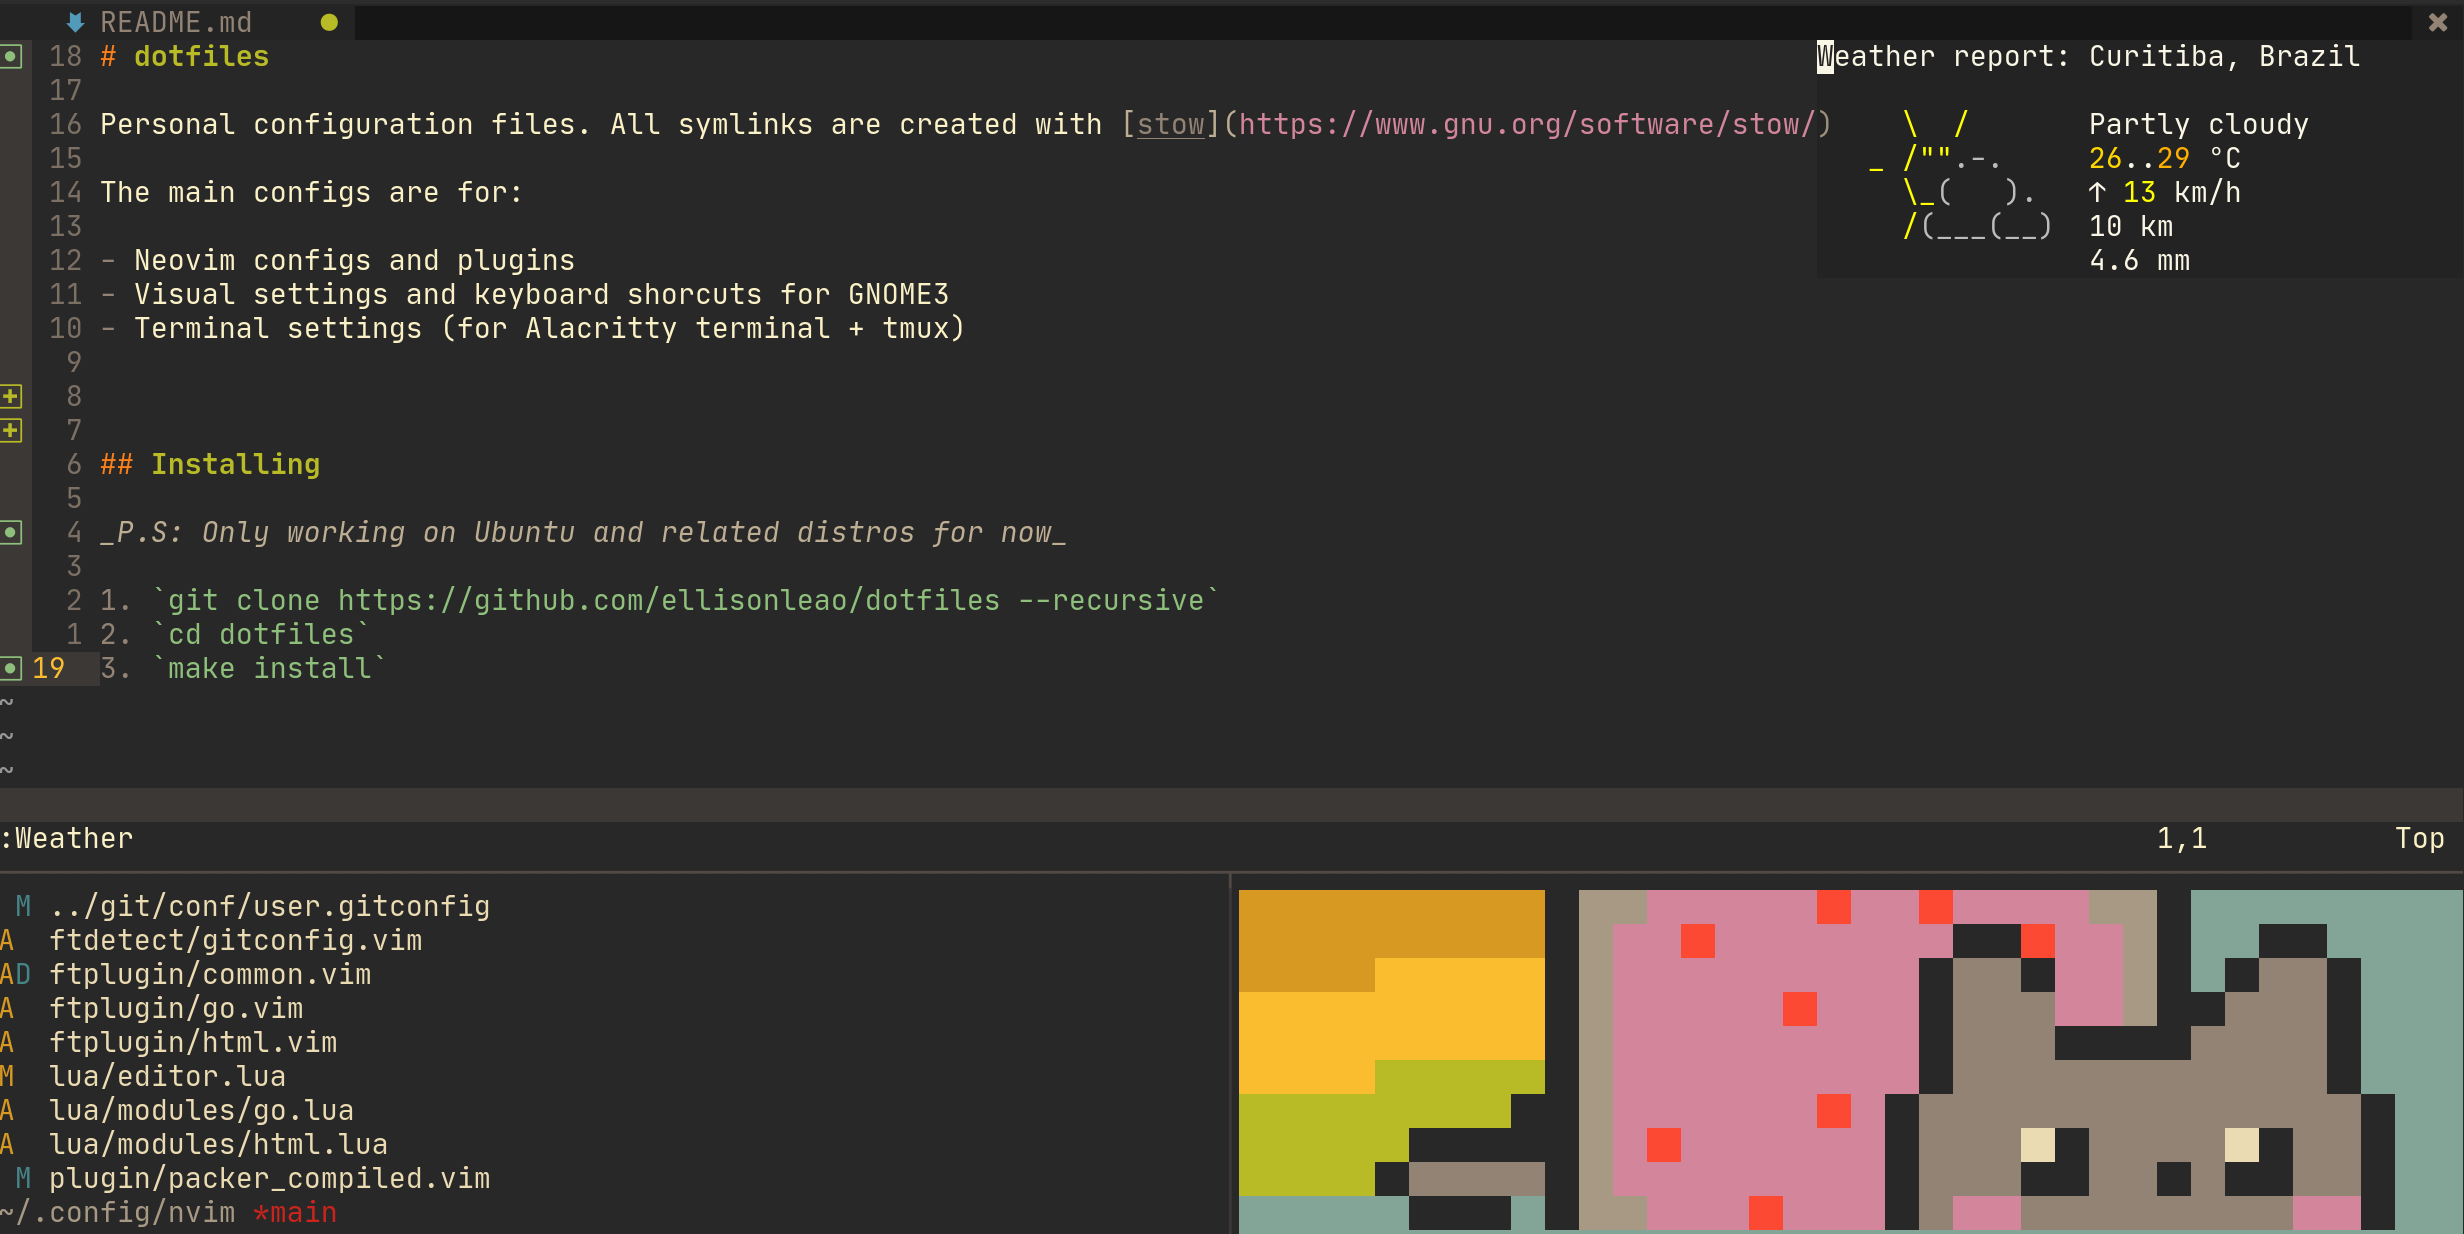 README.md
18 # dotfiles
17
16 Personal configuration files. All symlinks are created with [stow](https://www.gnu.org/software/stow/)
15
14 The main configs are for:
13
12 - Neovim configs and plugins
11 - Visual settings and keyboard shorcuts for GNOME3
10 - Terminal settings (for Alacritty terminal + tmux)
9
8
7
6 ## Installing
5
4 _P.S: Only working on Ubuntu and related distros for now_
3
2 1. `git clone https://github.com/ellisonleao/dotfiles --recursive`
1 2. `cd dotfiles`
19 3. `make install`
~
~
~
Weather report: Curitiba, Brazil
\  /       Partly cloudy
_ /"".-.     26..29 °C
\_(   ).   ↑ 13 km/h
/(___(__)  10 km
4.6 mm
:Weather 1,1 Top
 M ../git/conf/user.gitconfig
A  ftdetect/gitconfig.vim
AD ftplugin/common.vim
A  ftplugin/go.vim
A  ftplugin/html.vim
M  lua/editor.lua
A  lua/modules/go.lua
A  lua/modules/html.lua
 M plugin/packer_compiled.vim
~/.config/nvim *main